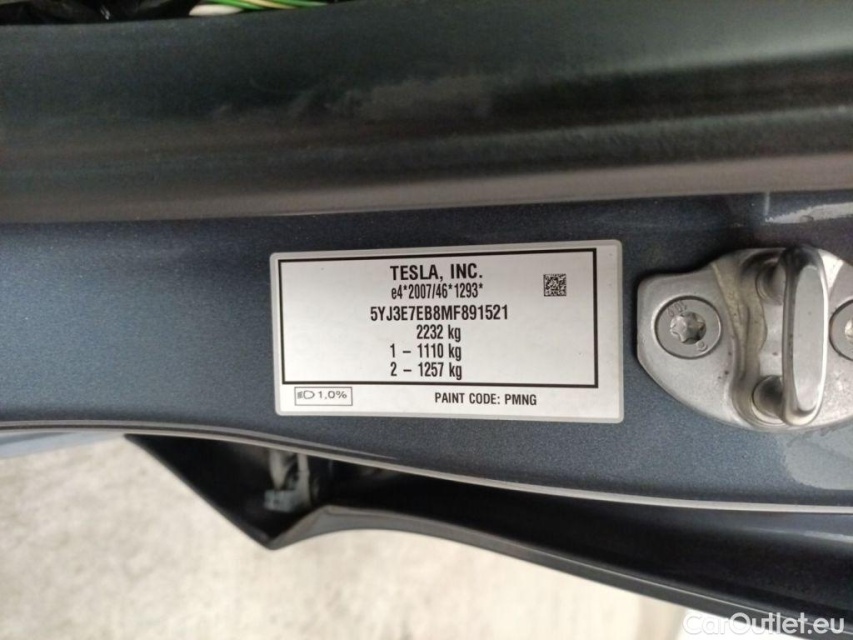 TESLA, INC.
e4*2007/46*1293*
5YJ3E7EB8MF891521
2232 kg
1 – 1110 kg
2 – 1257 kg
1,0%
PAINT CODE: PMNG
CarOutlet.eu